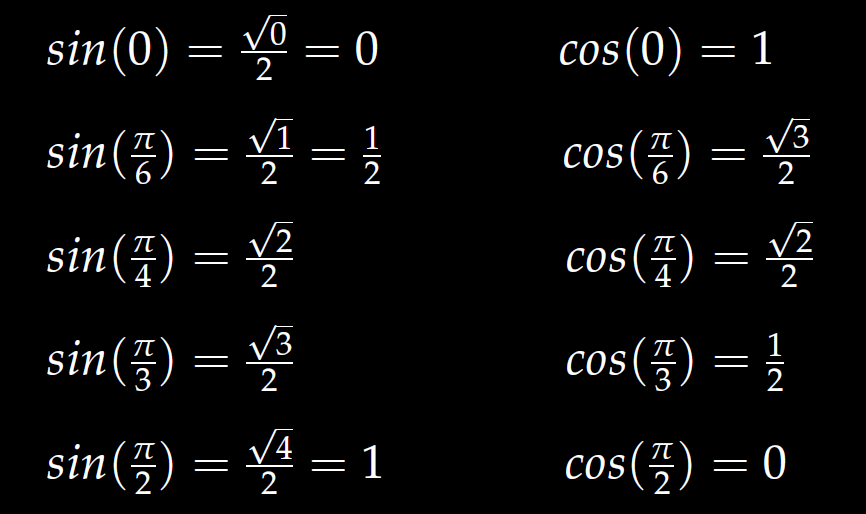 sin(0) = √0/2 = 0 cos(0) = 1
sin(π/6) = √1/2 = 1/2 cos(π/6) = √3/2
sin(π/4) = √2/2 cos(π/4) = √2/2
sin(π/3) = √3/2 cos(π/3) = 1/2
sin(π/2) = √4/2 = 1 cos(π/2) = 0